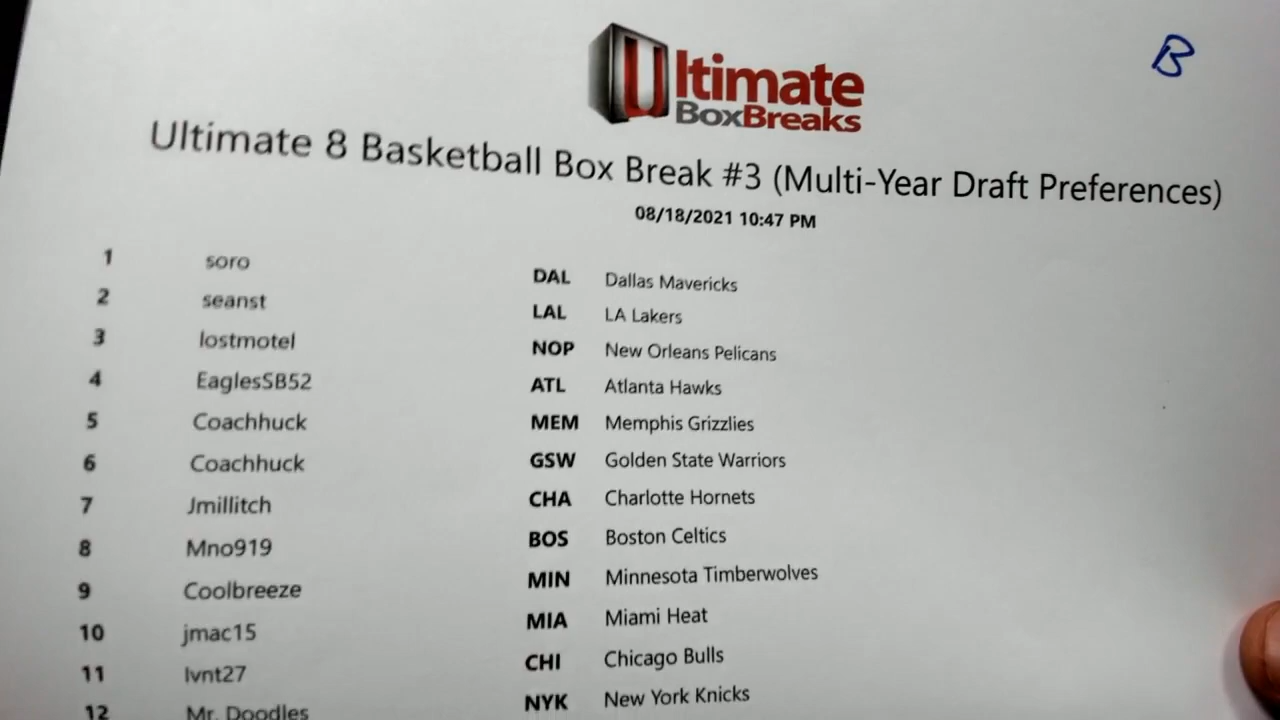 B
Ultimate
BoxBreaks
Ultimate 8 Basketball Box Break #3 (Multi-Year Draft Preferences)
08/18/2021 10:47 PM
1 soro DAL Dallas Mavericks
2 seanst LAL LA Lakers
3 lostmotel NOP New Orleans Pelicans
4 EaglesSB52 ATL Atlanta Hawks
5 Coachhuck MEM Memphis Grizzlies
6 Coachhuck GSW Golden State Warriors
7 Jmillitch CHA Charlotte Hornets
8 Mno919 BOS Boston Celtics
9 Coolbreeze MIN Minnesota Timberwolves
10 jmac15 MIA Miami Heat
11 lvnt27 CHI Chicago Bulls
12 Mr. Doodles NYK New York Knicks